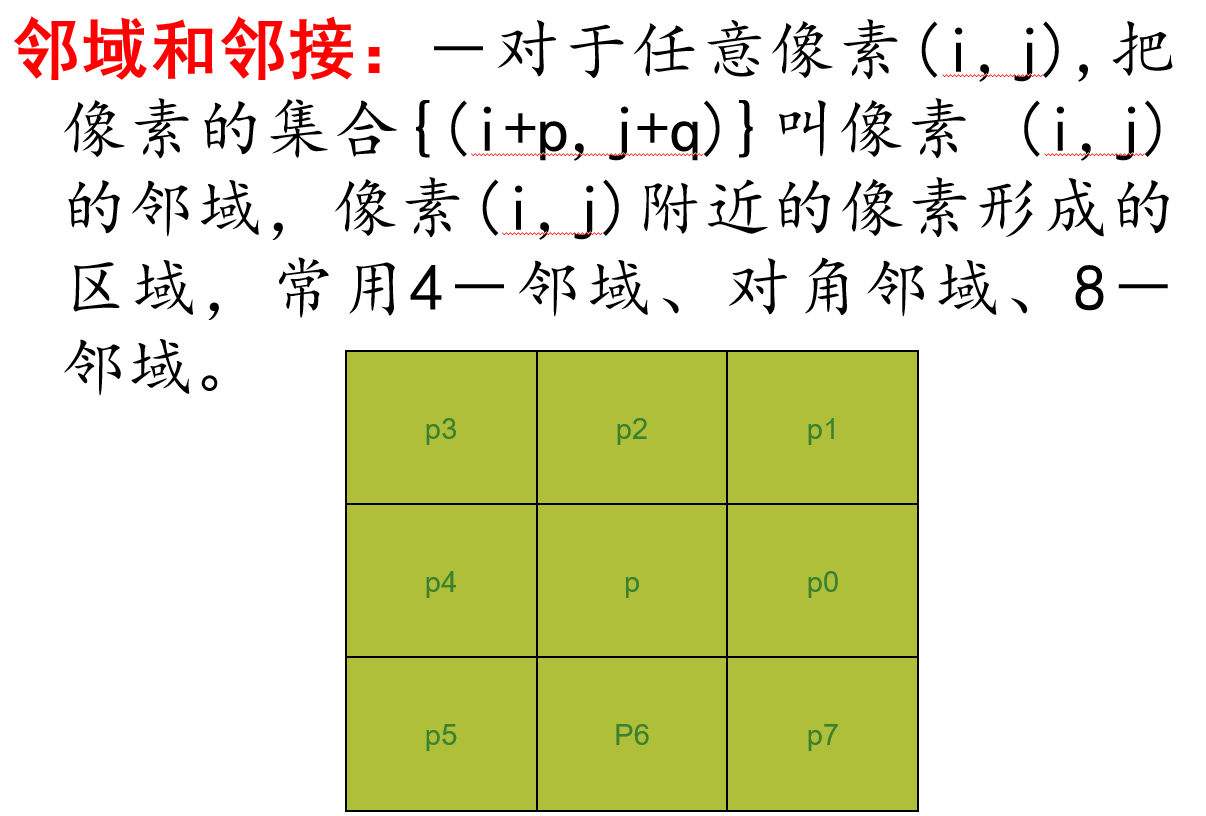 邻域和邻接：－对于任意像素(i,j),把
像素的集合{(i+p,j+q)}叫像素 (i,j)
的邻域，像素(i,j)附近的像素形成的
区域，常用4－邻域、对角邻域、8－
邻域。
p3 p2 p1
p4 p p0
p5 P6 p7